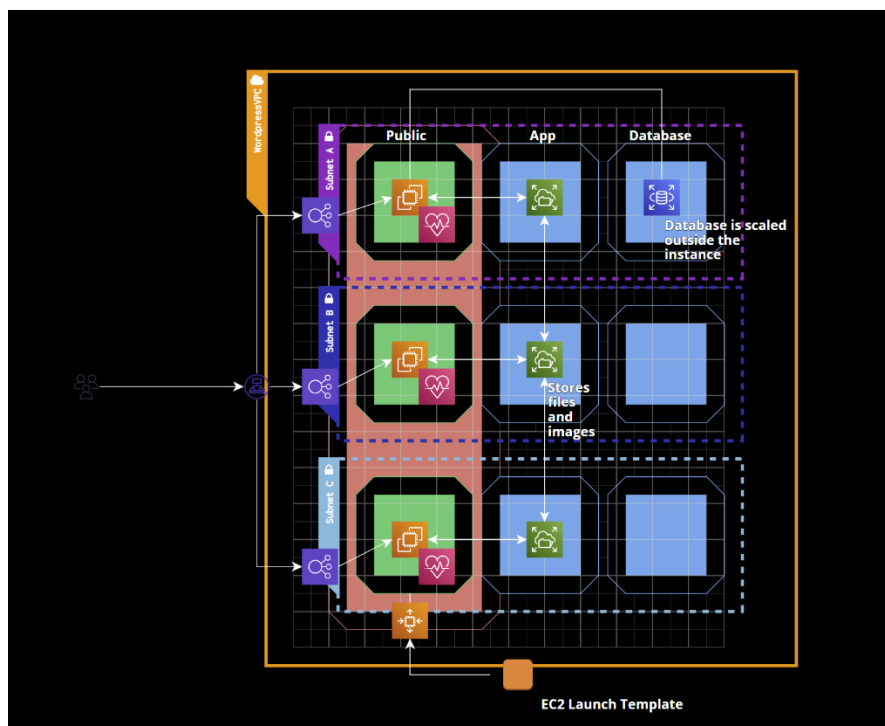 WordpressVPC
Subnet A
Public
App
Database
Database is scaled
outside the
instance
Subnet B
Stores
files
and
images
Subnet C
EC2 Launch Template